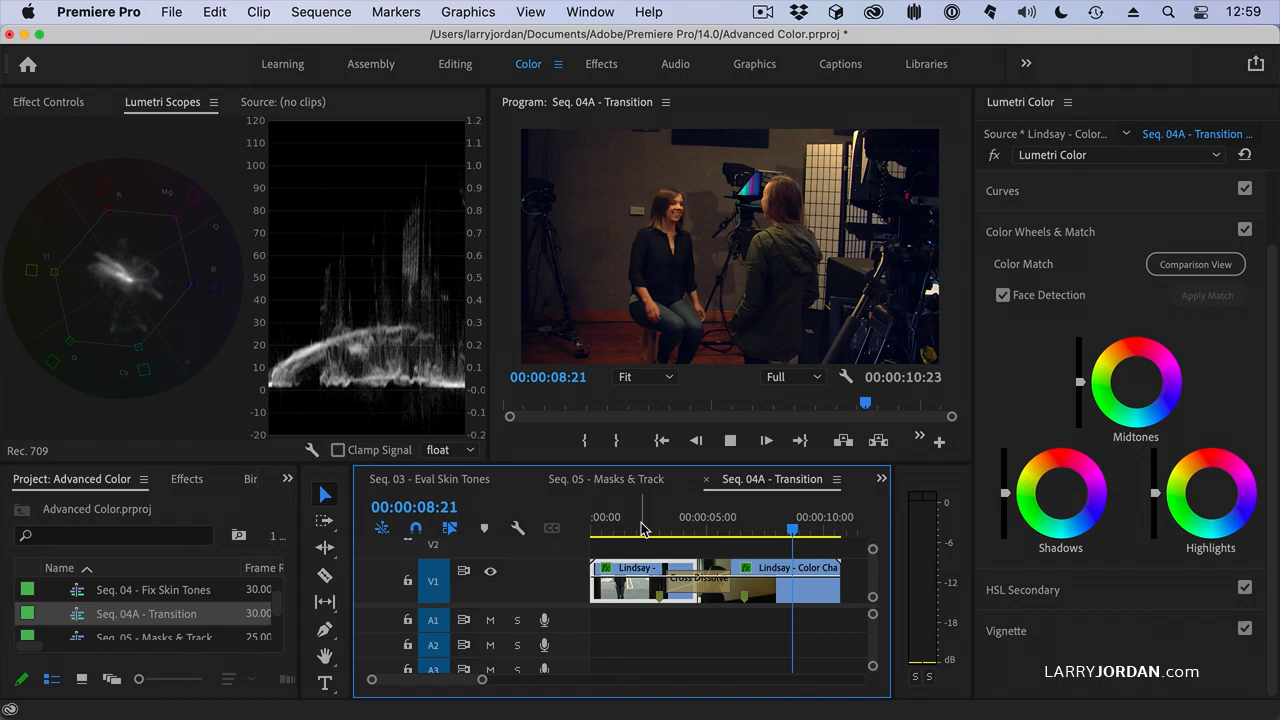 Premiere Pro File Edit Clip Sequence Markers Graphics View Window Help 12:59
/Users/larryjordan/Documents/Adobe/Premiere Pro/14.0/Advanced Color.prproj *
Learning Assembly Editing Color Effects Audio Graphics Captions Libraries
Effect Controls Lumetri Scopes Source: (no clips) Program: Seq. 04A - Transition Lumetri Color
Source * Lindsay - Color... Seq. 04A - Transition ...
fx Lumetri Color
Curves
Color Wheels & Match
Color Match Comparison View
Face Detection Apply Match
Midtones
Shadows Highlights
HSL Secondary
Vignette
120 1.2
110 1.1
100 1.0
90 0.9
80 0.8
70 0.7
60 0.6
50 0.5
40 0.4
30 0.3
20 0.2
10 0.1
0 0.0
-10 -0.1
-20 -0.2
R Mg
Yl B
G Cy
Rec. 709 Clamp Signal float
00:00:08:21 Fit Full 00:00:10:23
Project: Advanced Color Effects Bir
Advanced Color.prproj
1 ...
Name Frame R
Seq. 04 - Fix Skin Tones 30.00
Seq. 04A - Transition 30.00
Seq. 05 - Masks & Track 25.00
T
Seq. 03 - Eval Skin Tones Seq. 05 - Masks & Track × Seq. 04A - Transition
00:00:08:21
:00:00 00:00:05:00 00:00:10:00
CC
V2
V1
fx Lindsay - Cross Dissolve fx Lindsay - Color Cha
A1 M S
A2 M S
A3 M S
0
-6
-12
-18
dB
S S
LARRYJORDAN.com